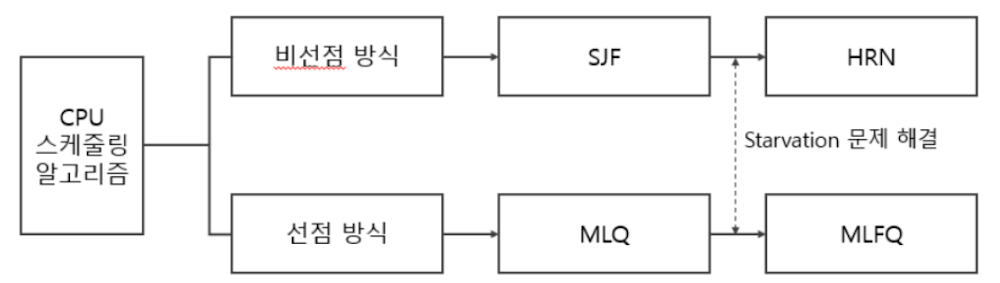 CPU
스케줄링
알고리즘
비선점 방식
SJF
HRN
Starvation 문제 해결
선점 방식
MLQ
MLFQ